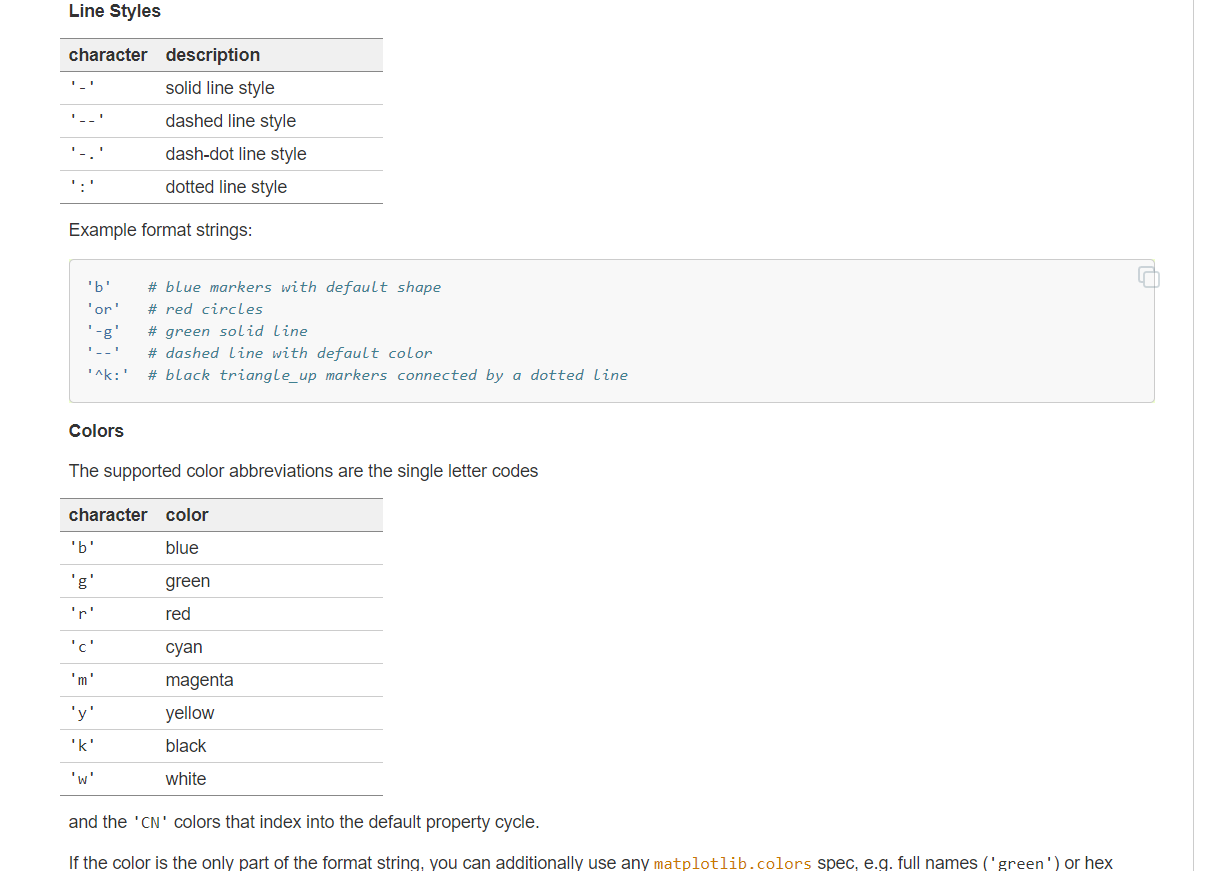 Line Styles
character description
'-' solid line style
'--' dashed line style
'-.' dash-dot line style
':' dotted line style
Example format strings:
'b'    # blue markers with default shape
'or'   # red circles
'-g'   # green solid line
'--'   # dashed line with default color
'^k:'  # black triangle_up markers connected by a dotted line
Colors
The supported color abbreviations are the single letter codes
character color
'b' blue
'g' green
'r' red
'c' cyan
'm' magenta
'y' yellow
'k' black
'w' white
and the 'CN' colors that index into the default property cycle.
If the color is the only part of the format string, you can additionally use any matplotlib.colors spec, e.g. full names ('green') or hex